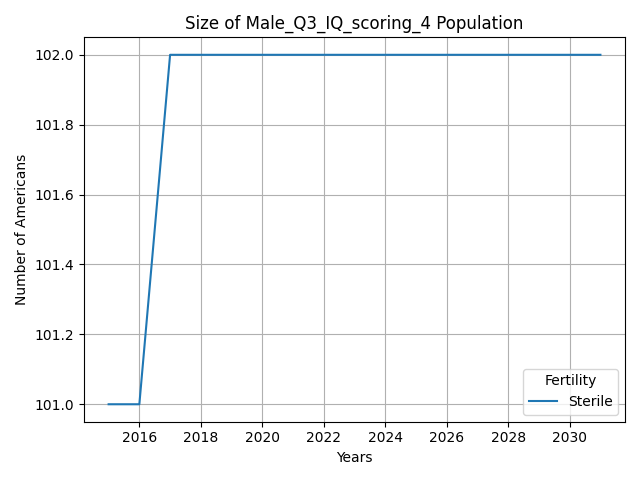 Size of Male_Q3_IQ_scoring_4 Population
Number of Americans
102.0
101.8
101.6
101.4
101.2
101.0
2016 2018 2020 2022 2024 2026 2028 2030
Years
Fertility
Sterile